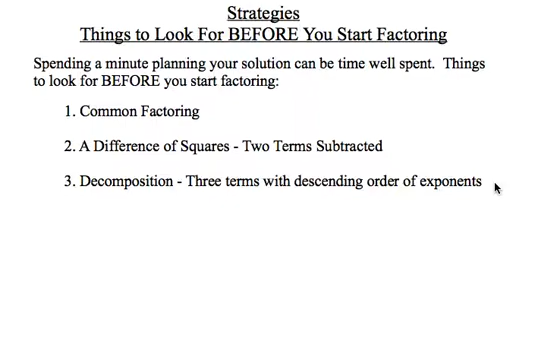 Strategies
Things to Look For BEFORE You Start Factoring
Spending a minute planning your solution can be time well spent. Things
to look for BEFORE you start factoring:
1. Common Factoring
2. A Difference of Squares - Two Terms Subtracted
3. Decomposition - Three terms with descending order of exponents